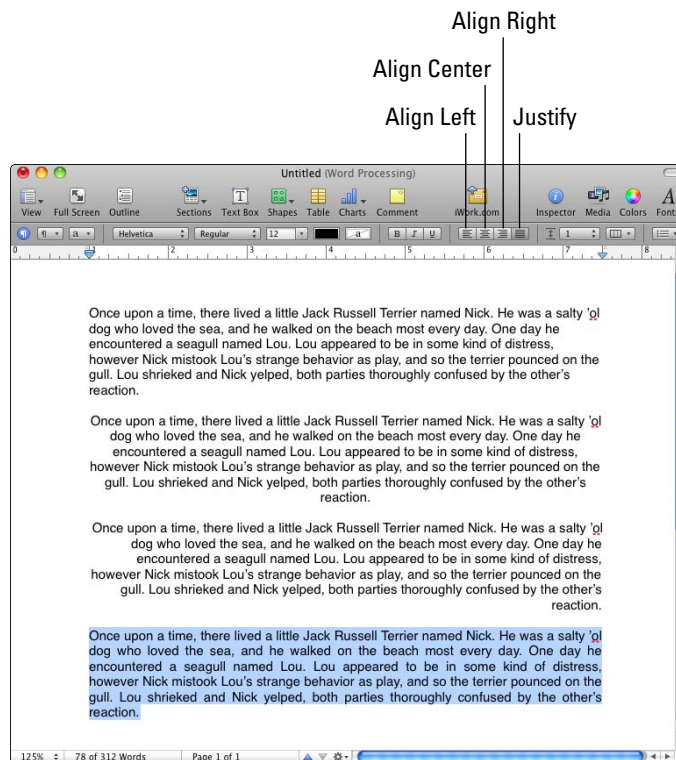 Align Right
Align Center
Align Left Justify
Untitled (Word Processing)
View Full Screen Outline Sections Text Box Shapes Table Charts Comment iWork.com Inspector Media Colors Font
¶ a Helvetica Regular 12 a B I U 1
0 1 2 3 4 5 6 7 8
Once upon a time, there lived a little Jack Russell Terrier named Nick. He was a salty ’ol
dog who loved the sea, and he walked on the beach most every day. One day he
encountered a seagull named Lou. Lou appeared to be in some kind of distress,
however Nick mistook Lou’s strange behavior as play, and so the terrier pounced on the
gull. Lou shrieked and Nick yelped, both parties thoroughly confused by the other’s
reaction.
Once upon a time, there lived a little Jack Russell Terrier named Nick. He was a salty ’ol
dog who loved the sea, and he walked on the beach most every day. One day he
encountered a seagull named Lou. Lou appeared to be in some kind of distress,
however Nick mistook Lou’s strange behavior as play, and so the terrier pounced on the
gull. Lou shrieked and Nick yelped, both parties thoroughly confused by the other’s
reaction.
Once upon a time, there lived a little Jack Russell Terrier named Nick. He was a salty ’ol
dog who loved the sea, and he walked on the beach most every day. One day he
encountered a seagull named Lou. Lou appeared to be in some kind of distress,
however Nick mistook Lou’s strange behavior as play, and so the terrier pounced on the
gull. Lou shrieked and Nick yelped, both parties thoroughly confused by the other’s
reaction.
Once upon a time, there lived a little Jack Russell Terrier named Nick. He was a salty ’ol
dog who loved the sea, and he walked on the beach most every day. One day he
encountered a seagull named Lou. Lou appeared to be in some kind of distress,
however Nick mistook Lou’s strange behavior as play, and so the terrier pounced on the
gull. Lou shrieked and Nick yelped, both parties thoroughly confused by the other’s
reaction.
125% 78 of 312 Words Page 1 of 1